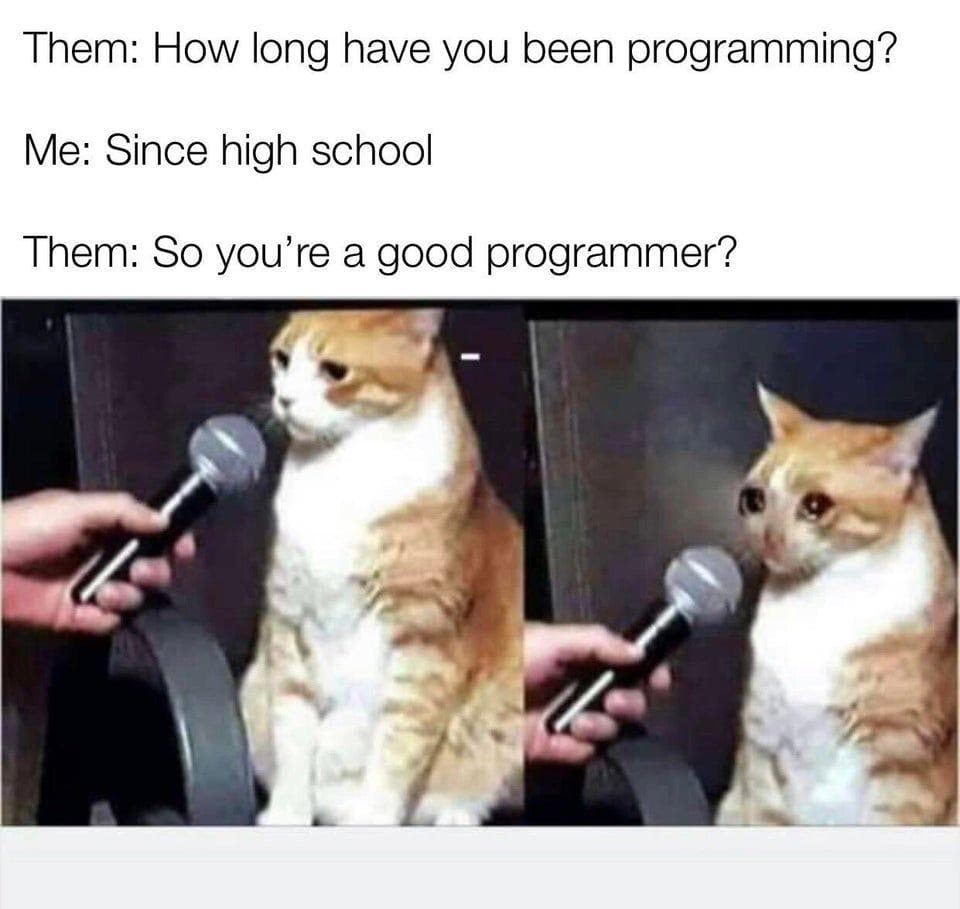 Them: How long have you been programming?
Me: Since high school
Them: So you’re a good programmer?